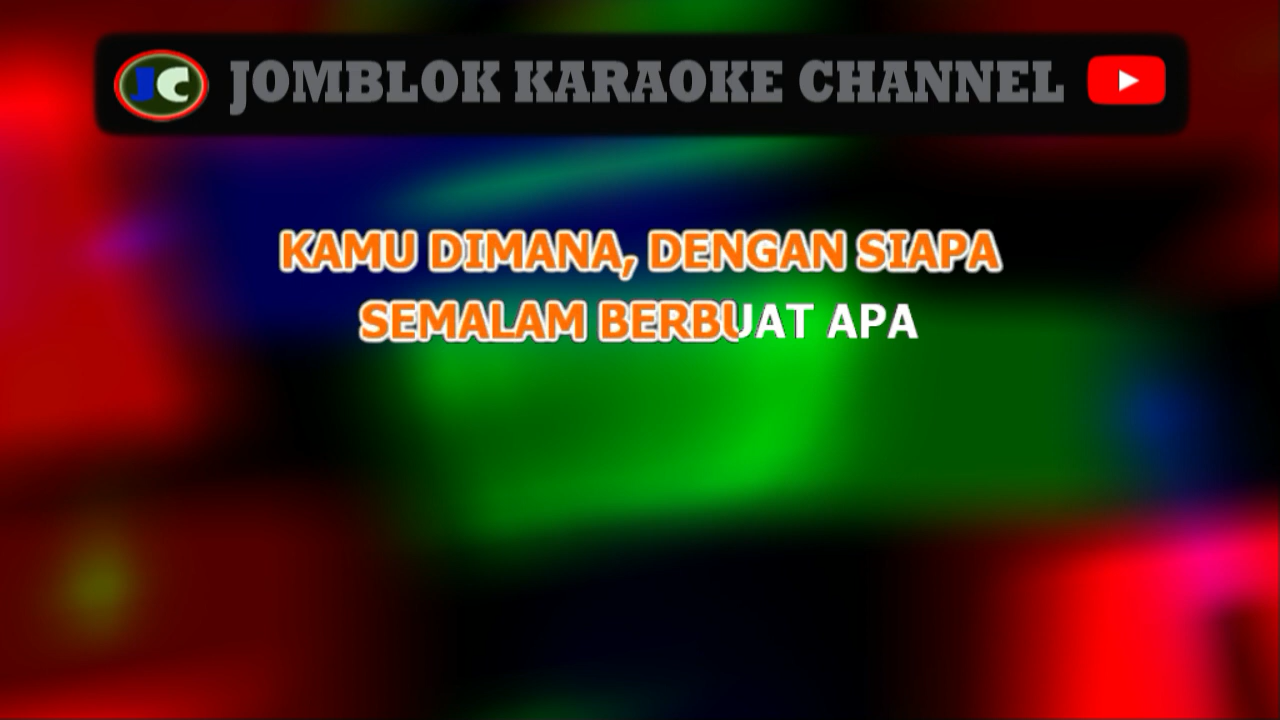 JC JOMBLOK KARAOKE CHANNEL
KAMU DIMANA, DENGAN SIAPA
SEMALAM BERBUAT APA